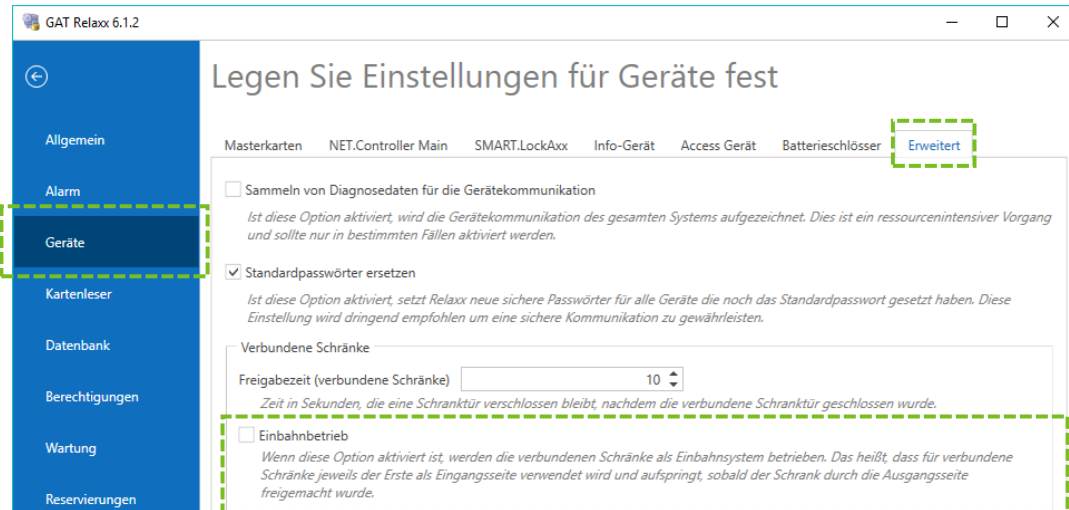 GAT Relaxx 6.1.2
Legen Sie Einstellungen für Geräte fest
Allgemein
Alarm
Geräte
Kartenleser
Datenbank
Berechtigungen
Wartung
Reservierungen
Masterkarten NET.Controller Main SMART.LockAxx Info-Gerät Access Gerät Batterieschlösser Erweitert
Sammeln von Diagnosedaten für die Gerätekommunikation
Ist diese Option aktiviert, wird die Gerätekommunikation des gesamten Systems aufgezeichnet. Dies ist ein ressourcenintensiver Vorgang
und sollte nur in bestimmten Fällen aktiviert werden.
Standardpasswörter ersetzen
Ist diese Option aktiviert, setzt Relaxx neue sichere Passwörter für alle Geräte die noch das Standardpasswort gesetzt haben. Diese
Einstellung wird dringend empfohlen um eine sichere Kommunikation zu gewährleisten.
Verbundene Schränke
Freigabezeit (verbundene Schränke) 10
Zeit in Sekunden, die eine Schranktür verschlossen bleibt, nachdem die verbundene Schranktür geschlossen wurde.
Einbahnbetrieb
Wenn diese Option aktiviert ist, werden die verbundenen Schränke als Einbahnsystem betrieben. Das heißt, dass für verbundene
Schränke jeweils der Erste als Eingangsseite verwendet wird und aufspringt, sobald der Schrank durch die Ausgangsseite
freigemacht wurde.